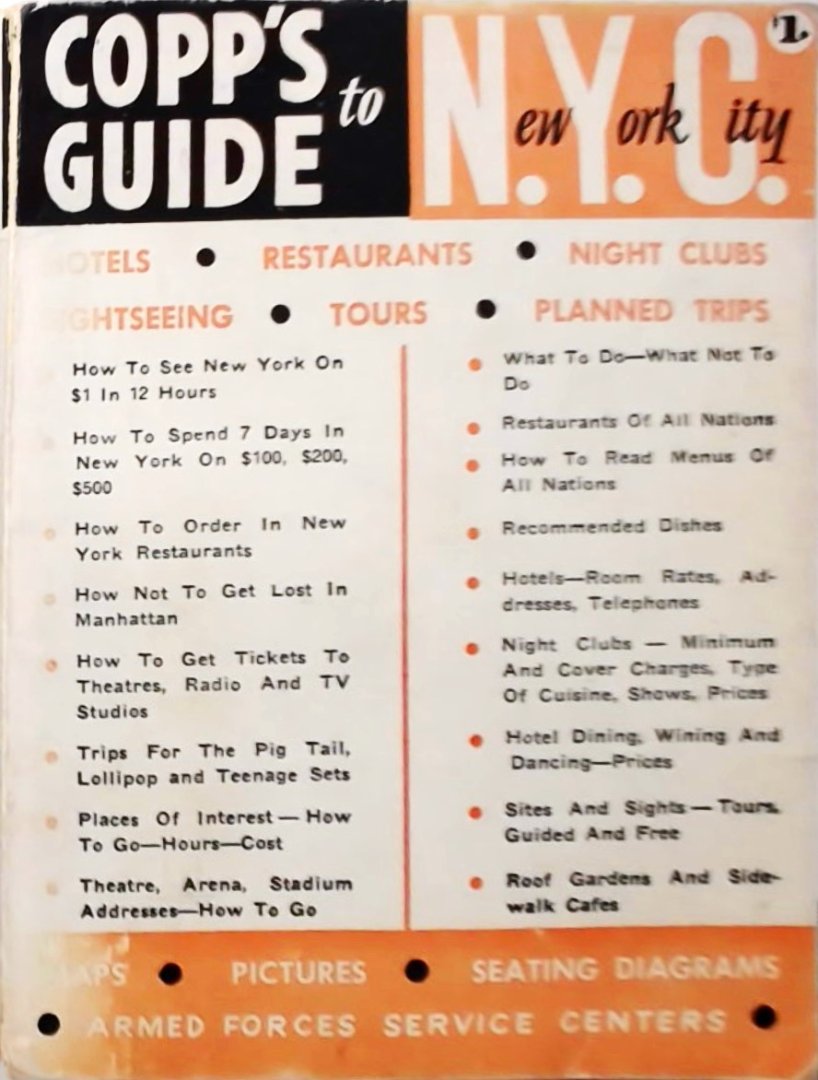 COPP'S
GUIDE to
New York City
$1.
HOTELS • RESTAURANTS • NIGHT CLUBS
SIGHTSEEING • TOURS • PLANNED TRIPS
• How To See New York On
$1 In 12 Hours
• How To Spend 7 Days In
New York On $100, $200,
$500
• How To Order In New
York Restaurants
• How Not To Get Lost In
Manhattan
• How To Get Tickets To
Theatres, Radio And TV
Studios
• Trips For The Pig Tail,
Lollipop and Teenage Sets
• Places Of Interest — How
To Go—Hours—Cost
• Theatre, Arena, Stadium
Addresses—How To Go
• What To Do—What Not To
Do
• Restaurants Of All Nations
• How To Read Menus Of
All Nations
• Recommended Dishes
• Hotels—Room Rates, Ad-
dresses, Telephones
• Night Clubs — Minimum
And Cover Charges, Type
Of Cuisine, Shows, Prices
• Hotel Dining, Wining And
Dancing—Prices
• Sites And Sights — Tours,
Guided And Free
• Roof Gardens And Side-
walk Cafes
MAPS • PICTURES • SEATING DIAGRAMS
• ARMED FORCES SERVICE CENTERS •